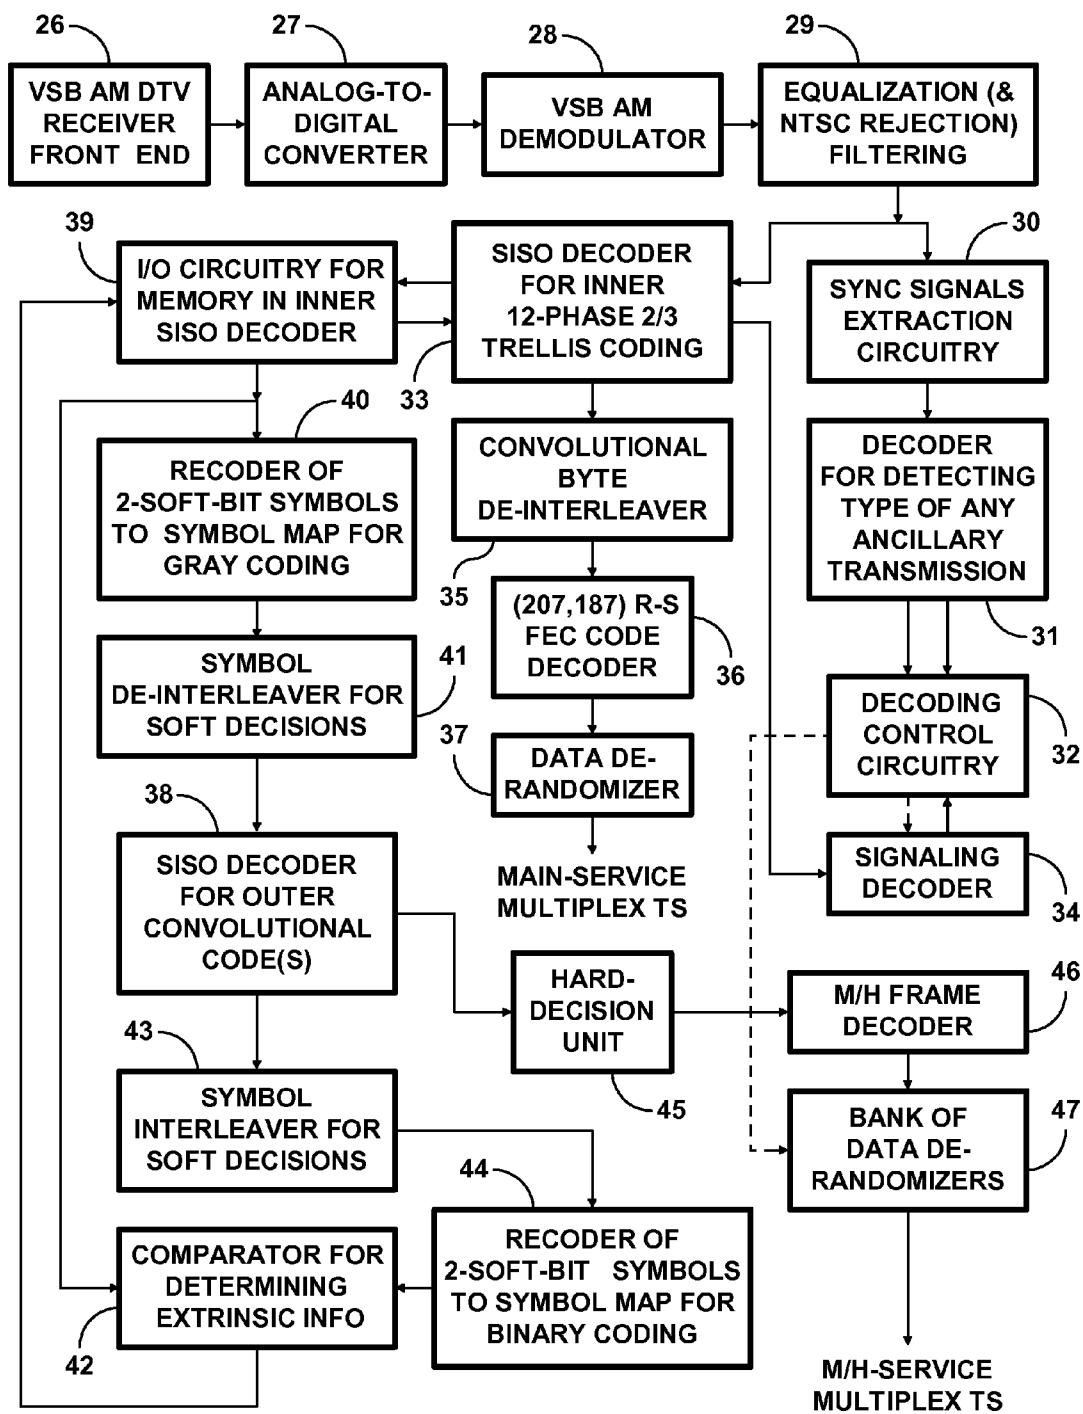 26
VSB AM DTV
RECEIVER
FRONT END
27
ANALOG-TO-
DIGITAL
CONVERTER
28
VSB AM
DEMODULATOR
29
EQUALIZATION (&
NTSC REJECTION)
FILTERING
39
I/O CIRCUITRY FOR
MEMORY IN INNER
SISO DECODER
SISO DECODER
FOR INNER
12-PHASE 2/3
TRELLIS CODING
33
30
SYNC SIGNALS
EXTRACTION
CIRCUITRY
40
RECODER OF
2-SOFT-BIT SYMBOLS
TO SYMBOL MAP FOR
GRAY CODING
CONVOLUTIONAL
BYTE
DE-INTERLEAVER
35
DECODER
FOR DETECTING
TYPE OF ANY
ANCILLARY
TRANSMISSION
31
(207,187) R-S
FEC CODE
DECODER
36
SYMBOL
DE-INTERLEAVER FOR
SOFT DECISIONS
41
DECODING
CONTROL
CIRCUITRY
32
37
DATA DE-
RANDOMIZER
MAIN-SERVICE
MULTIPLEX TS
38
SISO DECODER
FOR OUTER
CONVOLUTIONAL
CODE(S)
SIGNALING
DECODER
34
HARD-
DECISION
UNIT
45
M/H FRAME
DECODER
46
43
SYMBOL
INTERLEAVER FOR
SOFT DECISIONS
BANK OF
DATA DE-
RANDOMIZERS
47
44
RECODER OF
2-SOFT-BIT SYMBOLS
TO SYMBOL MAP FOR
BINARY CODING
COMPARATOR FOR
DETERMINING
EXTRINSIC INFO
42
M/H-SERVICE
MULTIPLEX TS